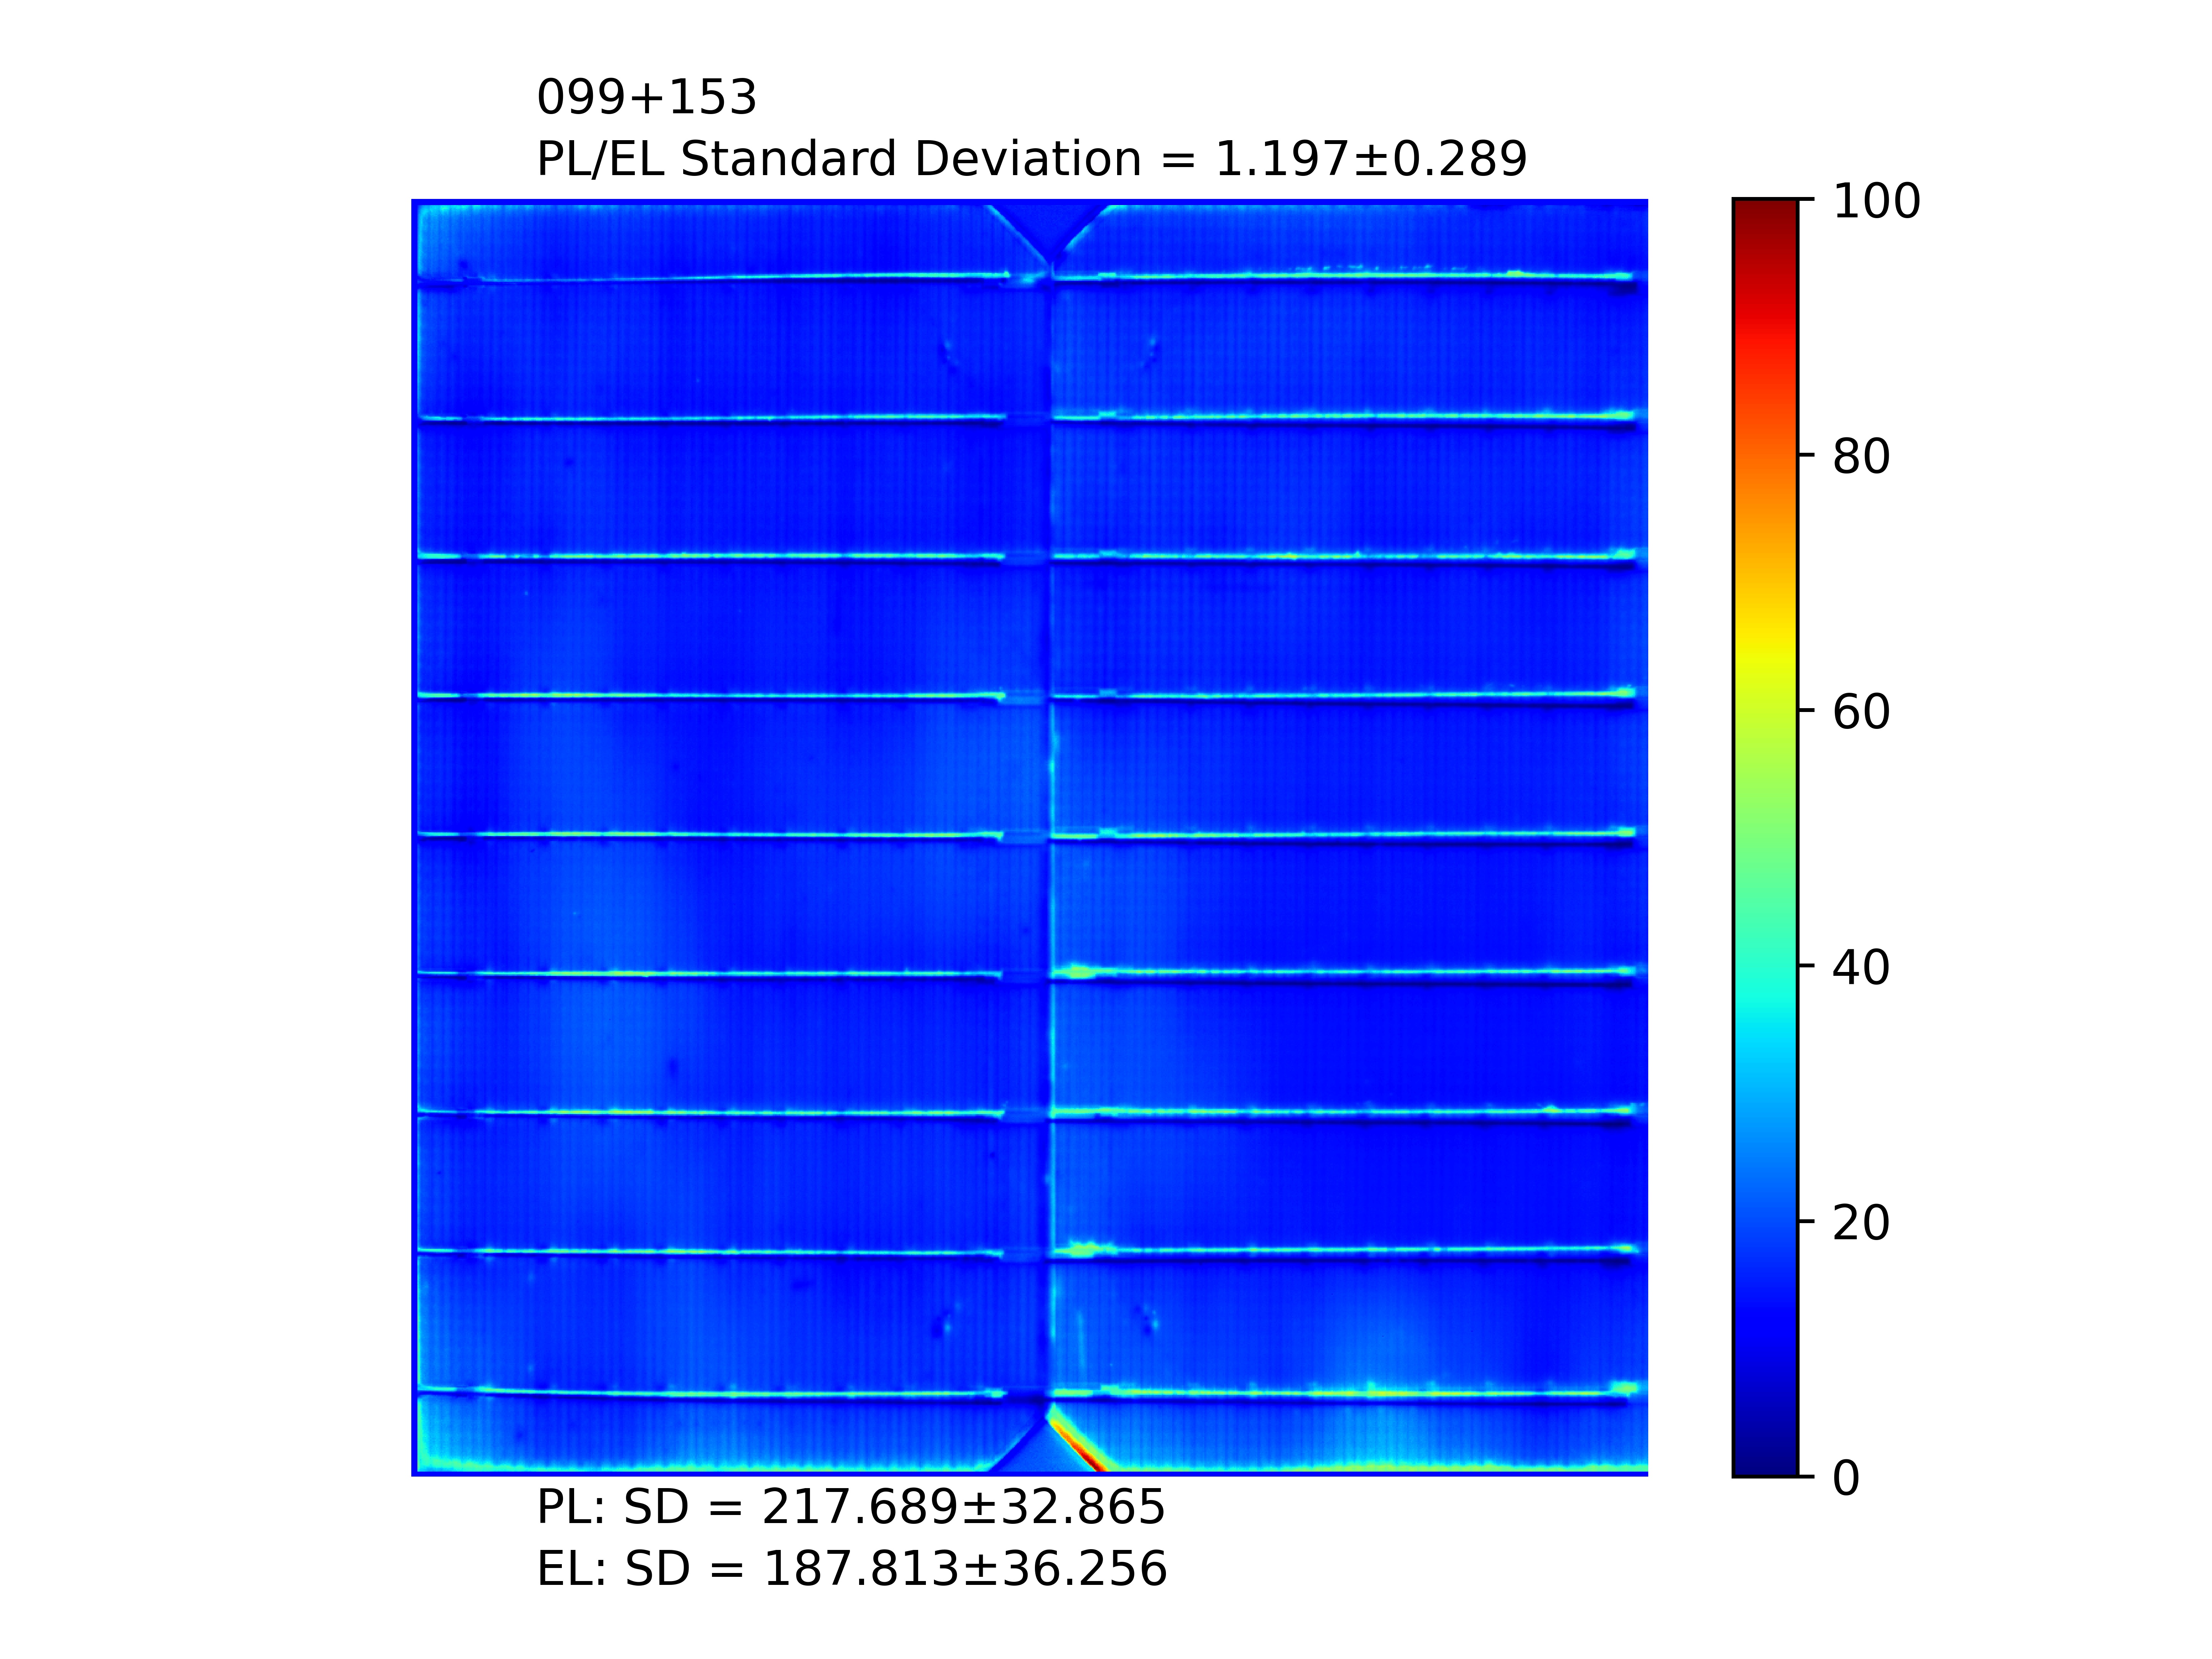 099+153
PL/EL Standard Deviation = 1.197±0.289
100
80
60
40
20
0
PL: SD = 217.689±32.865
EL: SD = 187.813±36.256